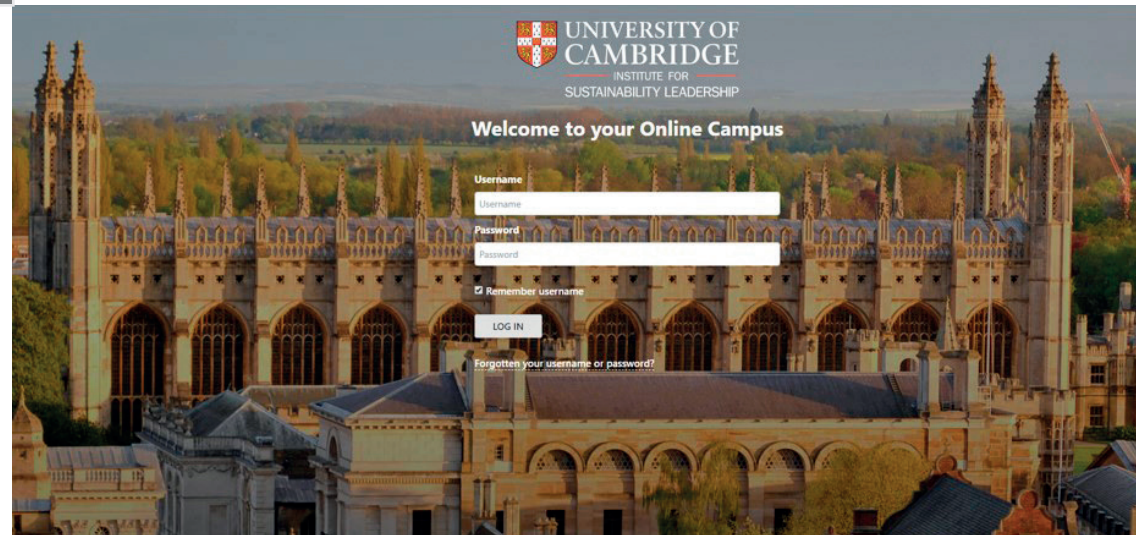 UNIVERSITY OF
CAMBRIDGE
INSTITUTE FOR
SUSTAINABILITY LEADERSHIP
Welcome to your Online Campus
Username
Username
Password
Password
Remember username
LOG IN
Forgotten your username or password?